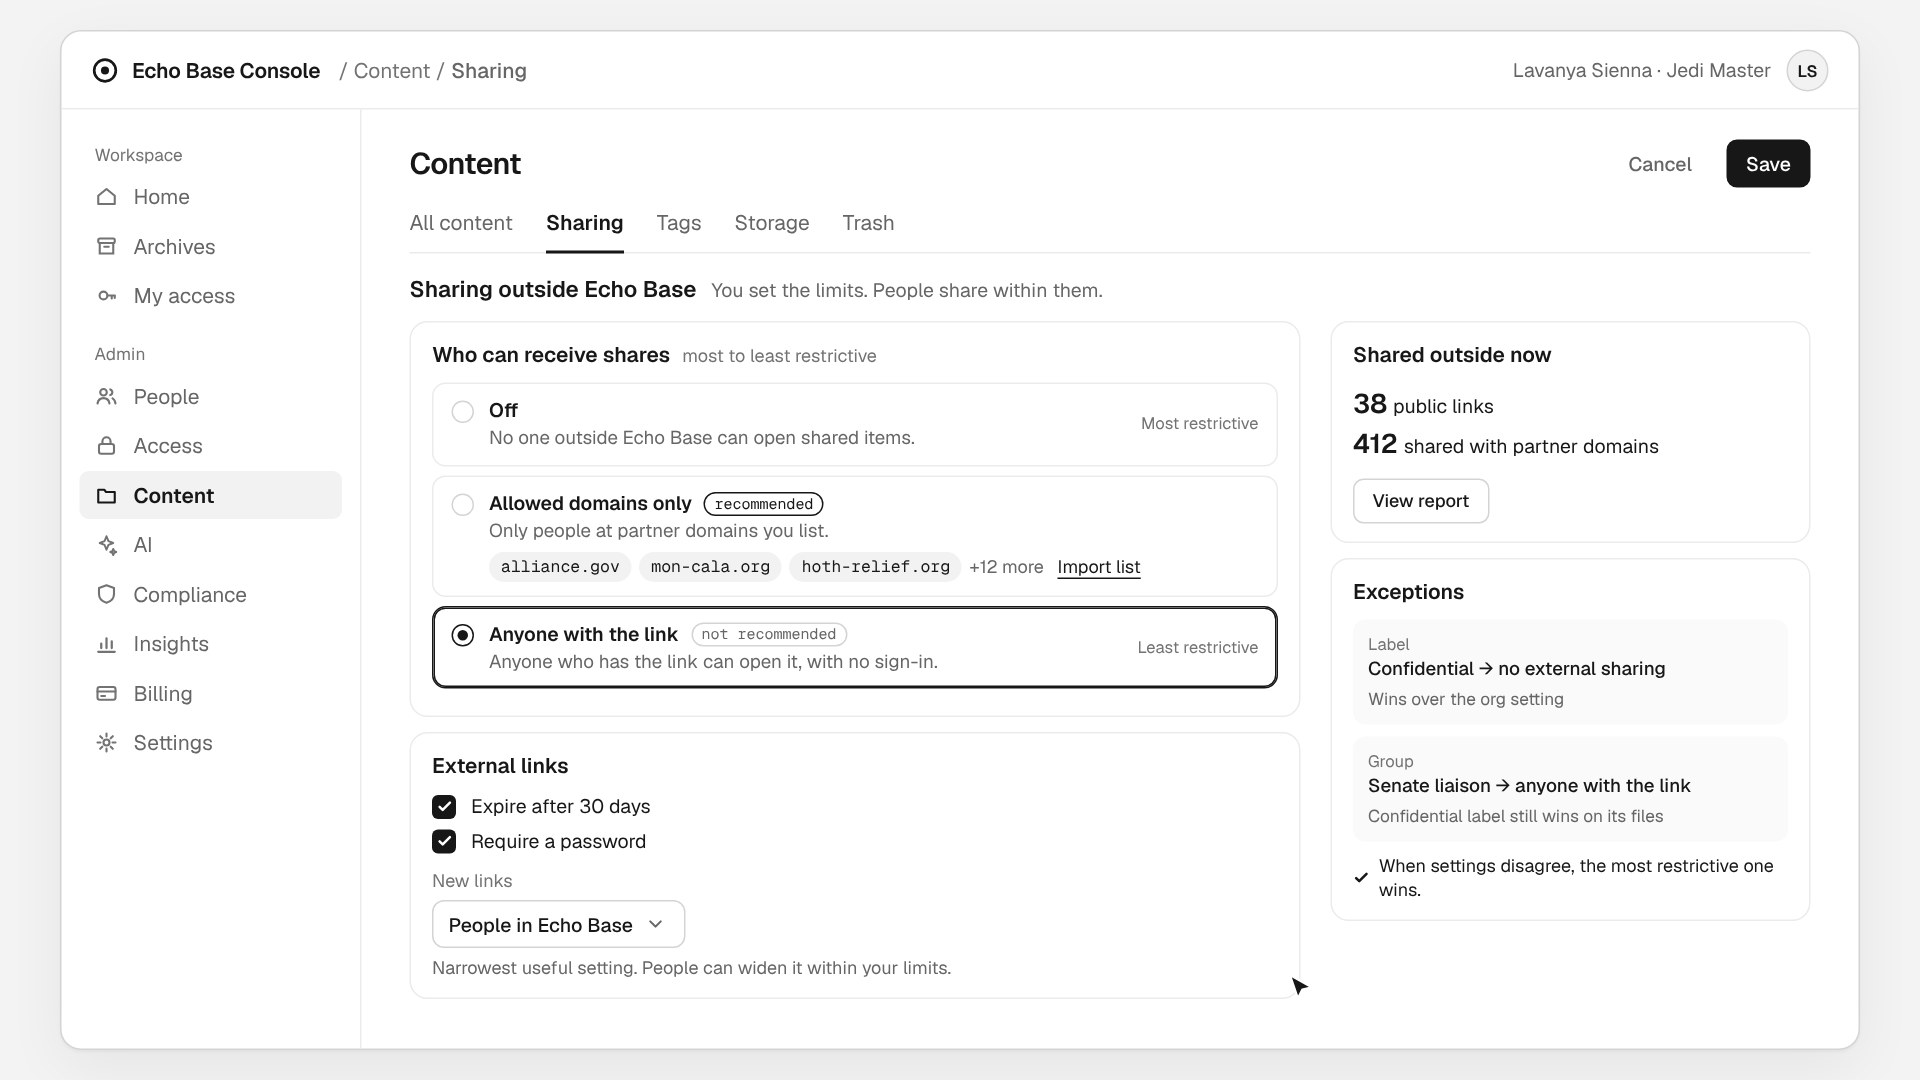 Echo Base Console / Content / Sharing
Lavanya Sienna · Jedi Master LS
Workspace
Home
Archives
My access
Admin
People
Access
Content
AI
Compliance
Insights
Billing
Settings
Content
Cancel
Save
All content Sharing Tags Storage Trash
Sharing outside Echo Base You set the limits. People share within them.
Who can receive shares most to least restrictive
Off
No one outside Echo Base can open shared items.
Most restrictive
Allowed domains only recommended
Only people at partner domains you list.
alliance.gov mon-cala.org hoth-relief.org +12 more Import list
Anyone with the link not recommended
Anyone who has the link can open it, with no sign-in.
Least restrictive
External links
Expire after 30 days
Require a password
New links
People in Echo Base
Narrowest useful setting. People can widen it within your limits.
Shared outside now
38 public links
412 shared with partner domains
View report
Exceptions
Label
Confidential → no external sharing
Wins over the org setting
Group
Senate liaison → anyone with the link
Confidential label still wins on its files
When settings disagree, the most restrictive one
wins.